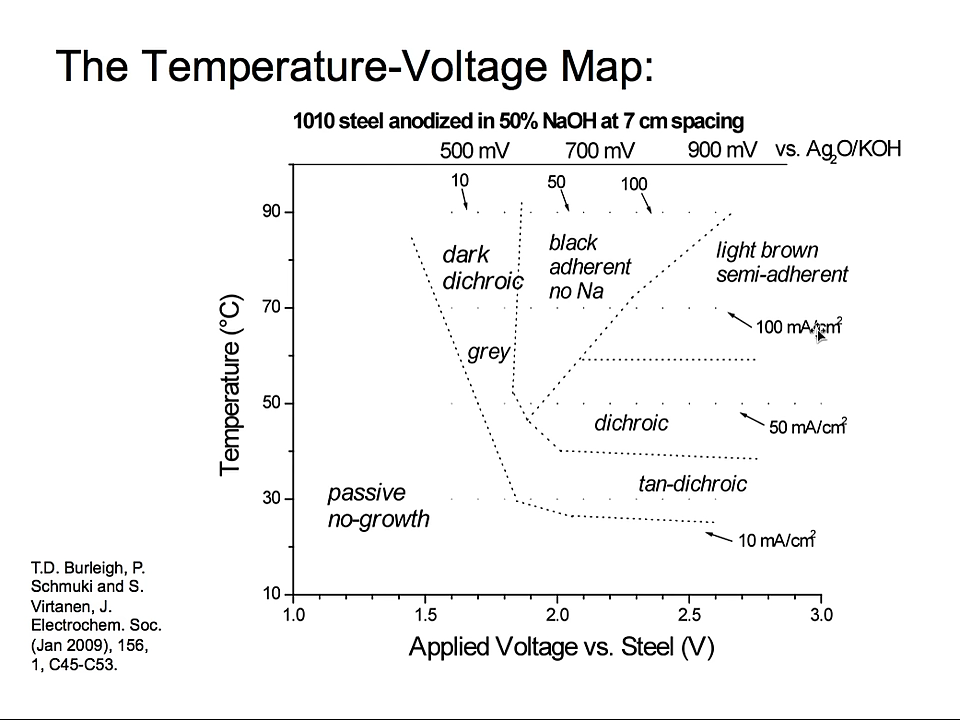 The Temperature-Voltage Map:
1010 steel anodized in 50% NaOH at 7 cm spacing
500 mV 700 mV 900 mV vs. Ag₂O/KOH
10 50 100
90
70
50
30
10
Temperature (°C)
dark
dichroic
black
adherent
no Na
light brown
semi-adherent
100 mA/cm²
grey
dichroic
50 mA/cm²
tan-dichroic
passive
no-growth
10 mA/cm²
1.0 1.5 2.0 2.5 3.0
Applied Voltage vs. Steel (V)
T.D. Burleigh, P.
Schmuki and S.
Virtanen, J.
Electrochem. Soc.
(Jan 2009), 156,
1, C45-C53.